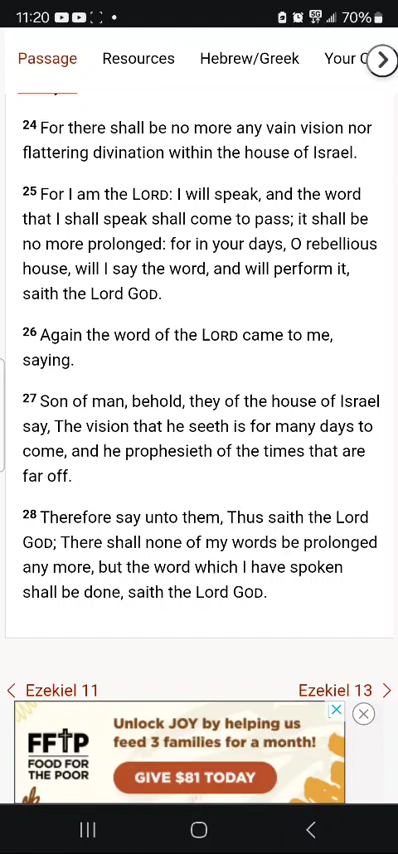 11:20 70%
Passage Resources Hebrew/Greek Your
24 For there shall be no more any vain vision nor
flattering divination within the house of Israel.
25 For I am the LORD: I will speak, and the word
that I shall speak shall come to pass; it shall be
no more prolonged: for in your days, O rebellious
house, will I say the word, and will perform it,
saith the Lord GOD.
26 Again the word of the LORD came to me,
saying.
27 Son of man, behold, they of the house of Israel
say, The vision that he seeth is for many days to
come, and he prophesieth of the times that are
far off.
28 Therefore say unto them, Thus saith the Lord
GOD; There shall none of my words be prolonged
any more, but the word which I have spoken
shall be done, saith the Lord GOD.
< Ezekiel 11 Ezekiel 13 >
Unlock JOY by helping us
feed 3 families for a month!
FFTP
FOOD FOR
THE POOR
GIVE $81 TODAY